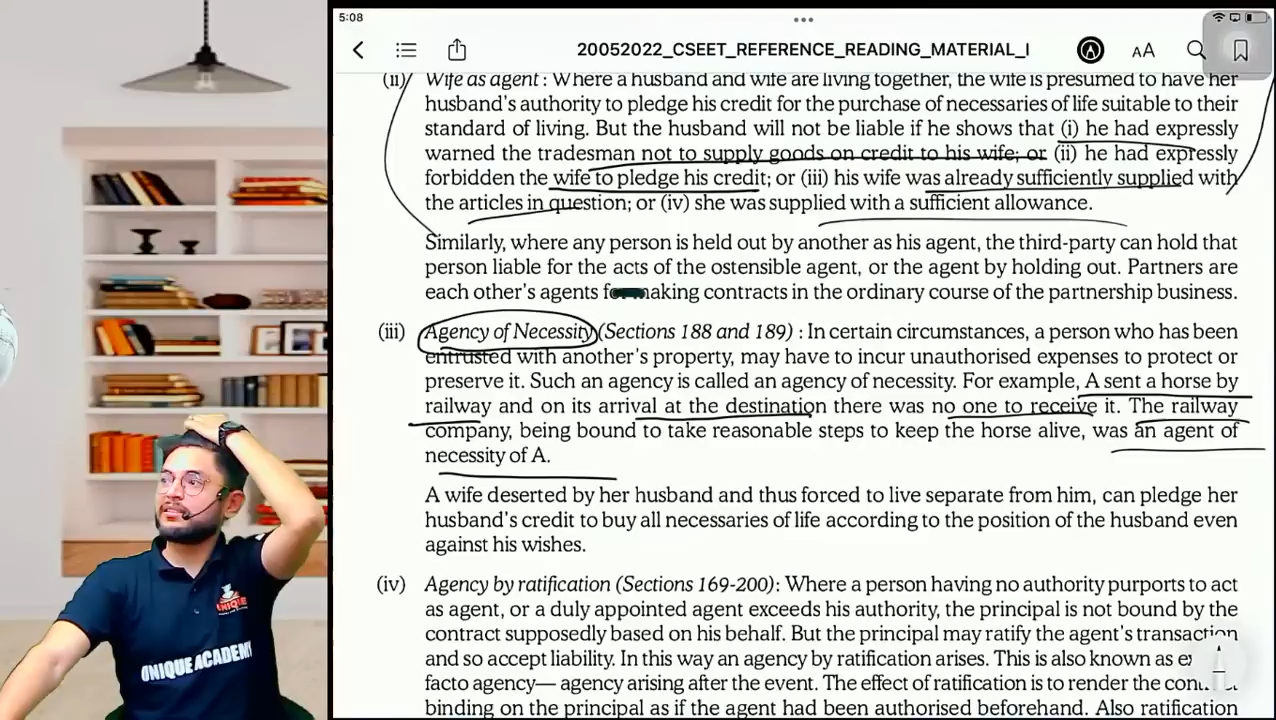 5:08
20052022_CSEET_REFERENCE_READING_MATERIAL_I
AA
(ii) Wife as agent : Where a husband and wife are living together, the wife is presumed to have her
husband's authority to pledge his credit for the purchase of necessaries of life suitable to their
standard of living. But the husband will not be liable if he shows that (i) he had expressly
warned the tradesman not to supply goods on credit to his wife; or (ii) he had expressly
forbidden the wife to pledge his credit; or (iii) his wife was already sufficiently supplied with
the articles in question; or (iv) she was supplied with a sufficient allowance.
Similarly, where any person is held out by another as his agent, the third-party can hold that
person liable for the acts of the ostensible agent, or the agent by holding out. Partners are
each other's agents for making contracts in the ordinary course of the partnership business.
(iii) Agency of Necessity (Sections 188 and 189) : In certain circumstances, a person who has been
entrusted with another's property, may have to incur unauthorised expenses to protect or
preserve it. Such an agency is called an agency of necessity. For example, A sent a horse by
railway and on its arrival at the destination there was no one to receive it. The railway
company, being bound to take reasonable steps to keep the horse alive, was an agent of
necessity of A.
A wife deserted by her husband and thus forced to live separate from him, can pledge her
husband's credit to buy all necessaries of life according to the position of the husband even
against his wishes.
(iv) Agency by ratification (Sections 169-200): Where a person having no authority purports to act
as agent, or a duly appointed agent exceeds his authority, the principal is not bound by the
contract supposedly based on his behalf. But the principal may ratify the agent's transaction
and so accept liability. In this way an agency by ratification arises. This is also known as
facto agency— agency arising after the event. The effect of ratification is to render the
binding on the principal as if the agent had been authorised beforehand. Also ratification
UNIQUE
UNIQUE ACADEMY